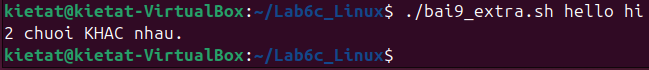 kietat@kietat-VirtualBox:~/Lab6c_Linux$ ./bai9_extra.sh hello hi
2 chuoi KHAC nhau.
kietat@kietat-VirtualBox:~/Lab6c_Linux$